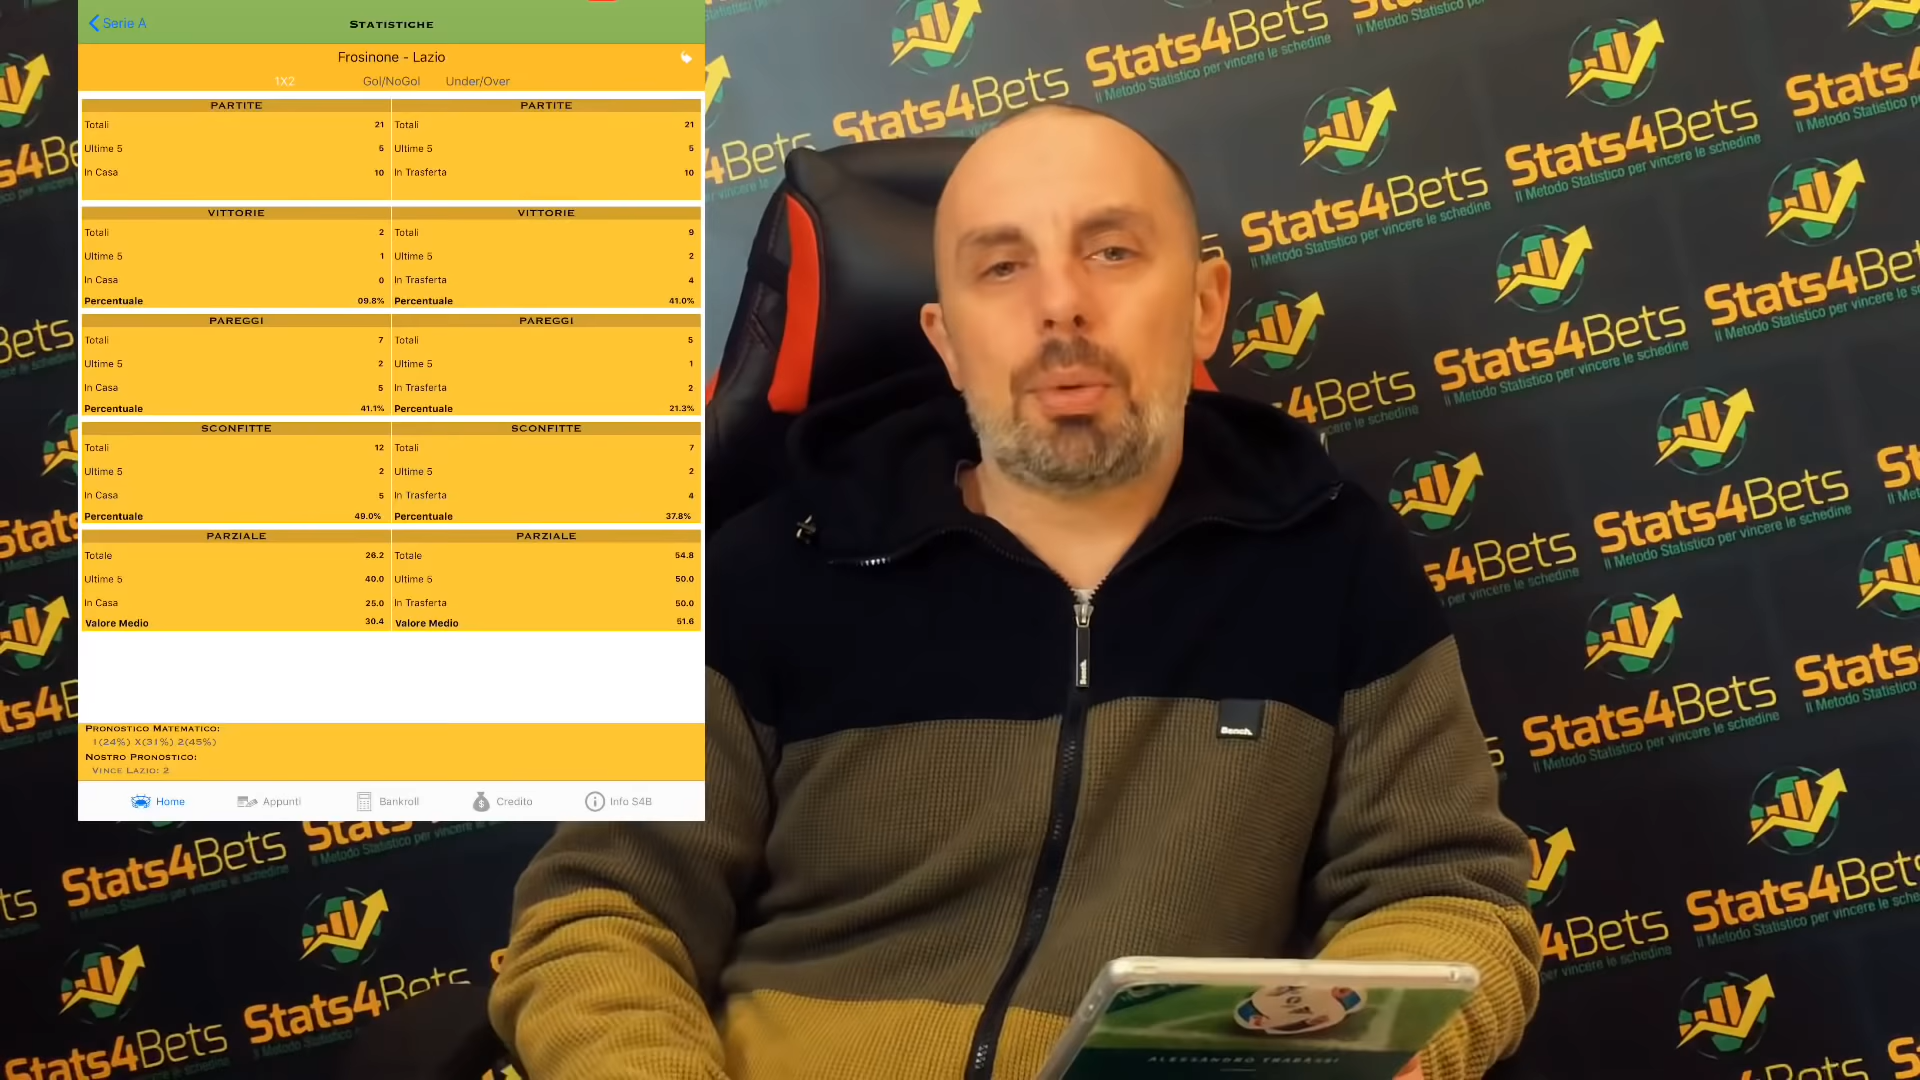 Serie A
Statistiche
Frosinone - Lazio
1X2 Gol/NoGol Under/Over
PARTITE PARTITE
Totali 21 Totali 21
Ultime 5 5 Ultime 5 5
In Casa 10 In Trasferta 10
VITTORIE VITTORIE
Totali 2 Totali 9
Ultime 5 1 Ultime 5 2
In Casa 0 In Trasferta 4
Percentuale 09.8% Percentuale 41.0%
PAREGGI PAREGGI
Totali 7 Totali 5
Ultime 5 2 Ultime 5 1
In Casa 5 In Trasferta 2
Percentuale 41.1% Percentuale 21.3%
SCONFITTE SCONFITTE
Totali 12 Totali 7
Ultime 5 2 Ultime 5 2
In Casa 5 In Trasferta 4
Percentuale 49.0% Percentuale 37.8%
PARZIALE PARZIALE
Totale 26.2 Totale 54.8
Ultime 5 40.0 Ultime 5 50.0
In Casa 25.0 In Trasferta 50.0
Valore Medio 30.4 Valore Medio 51.6
Pronostico Matematico:
1(24%) X(31%) 2(45%)
Nostro Pronostico:
Vince Lazio: 2
Home Appunti Bankroll Credito Info S4B
Stats4Bets
Il Metodo Statistico per vincere le schedine
Bench.
Bench.
ALESSANDRO TRABASSI